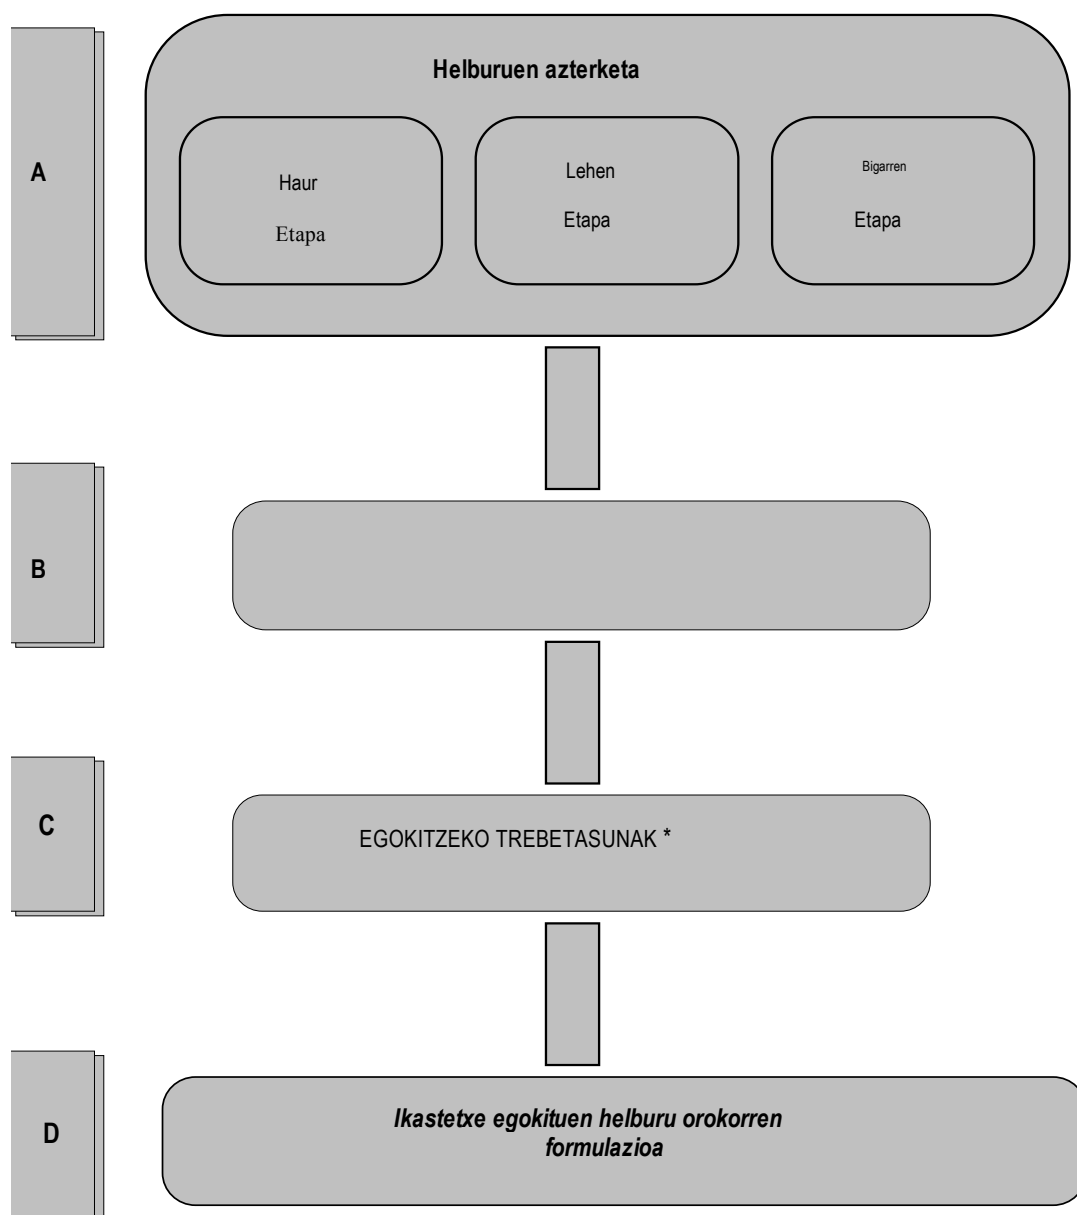 Helburuen azterketa
A
Haur
Etapa
Lehen
Etapa
Bigarren
Etapa
B
C
EGOKITZEKO TREBETASUNAK *
D
Ikastetxe egokituen helburu orokorren
formulazioa